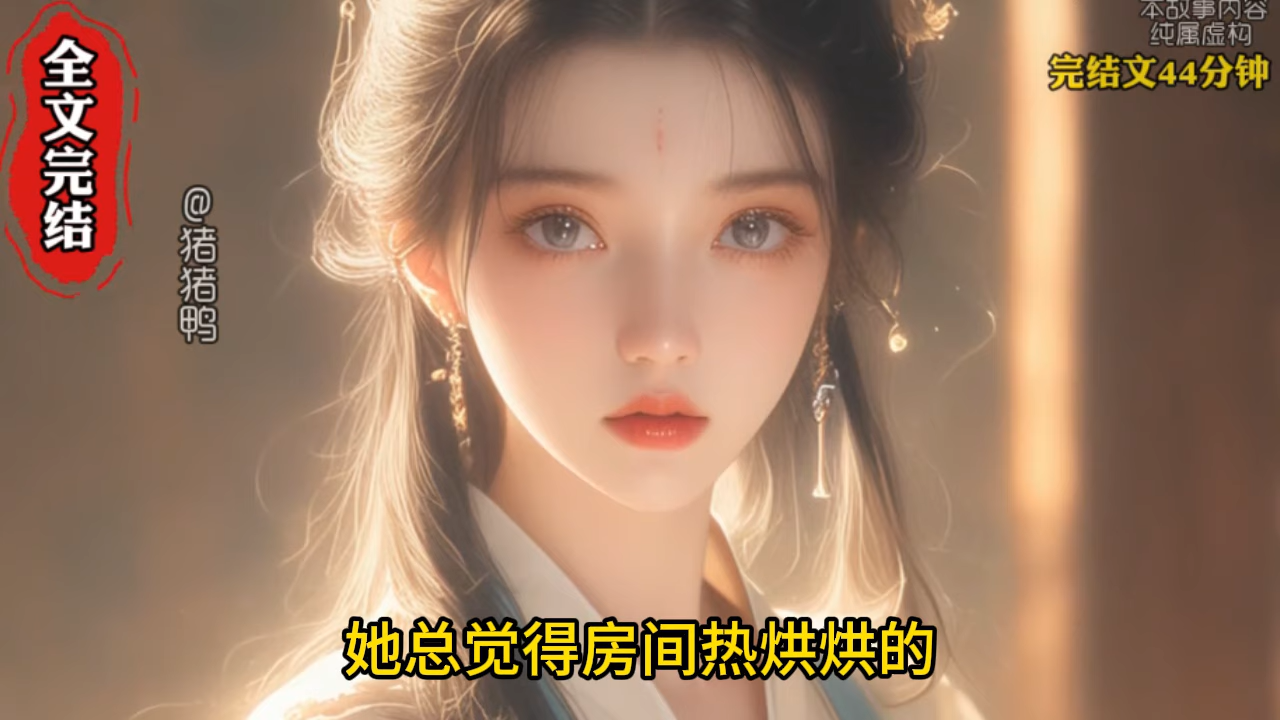 全文完结
@猪猪鸭
本故事内容
纯属虚构
完结文44分钟
她总觉得房间热烘烘的